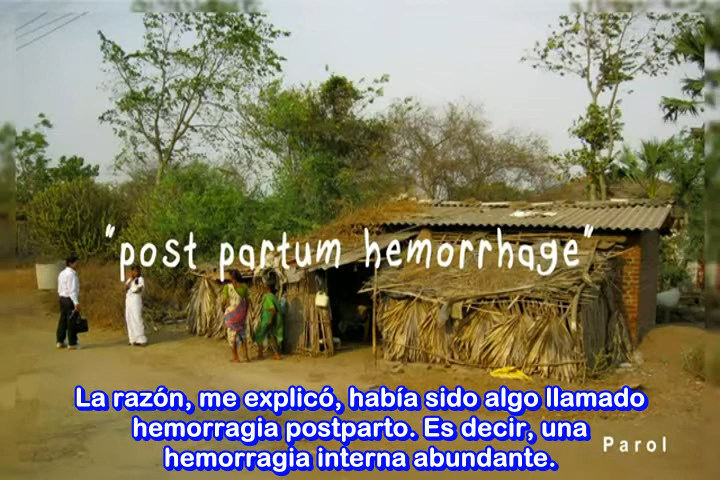 "post partum hemorrhage"
La razón, me explicó, había sido algo llamado
hemorragia postparto. Es decir, una
hemorragia interna abundante.
Parol